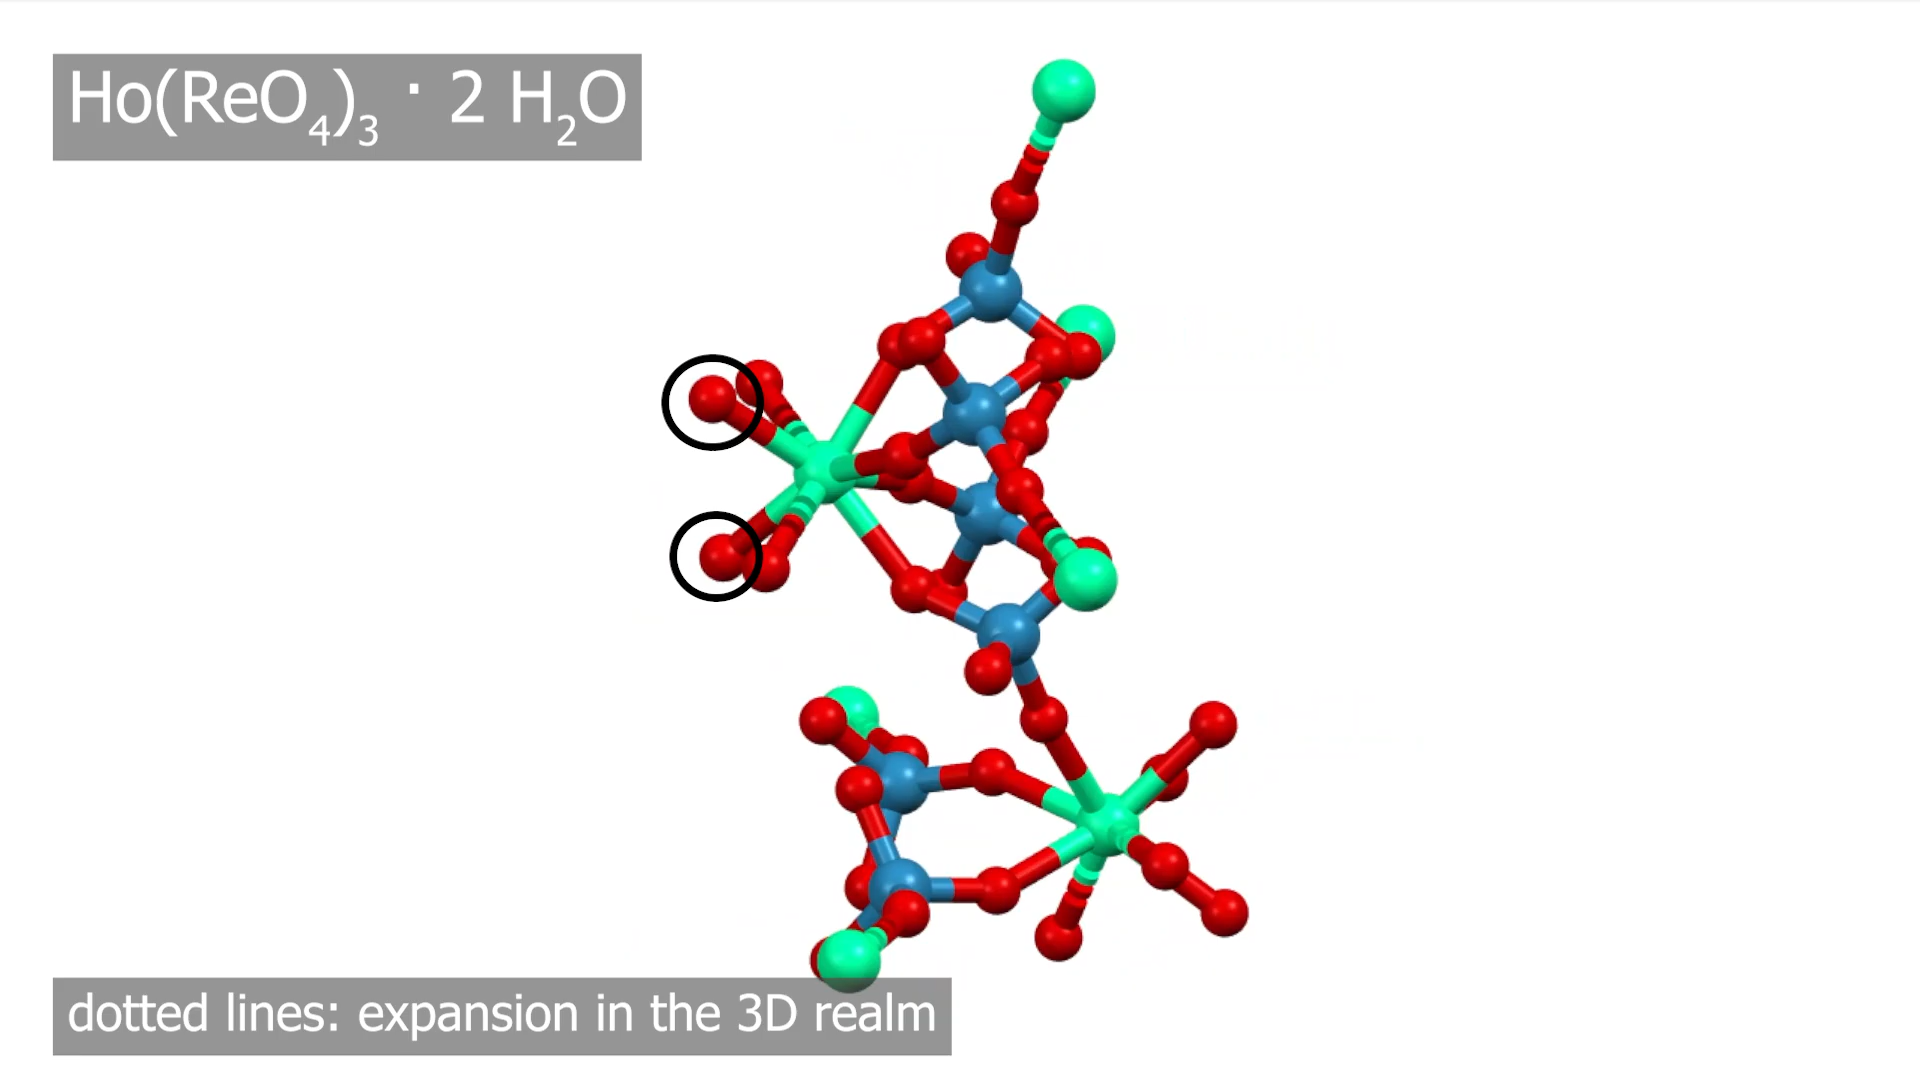 Ho(ReO₄)₃ · 2 H₂O
dotted lines: expansion in the 3D realm